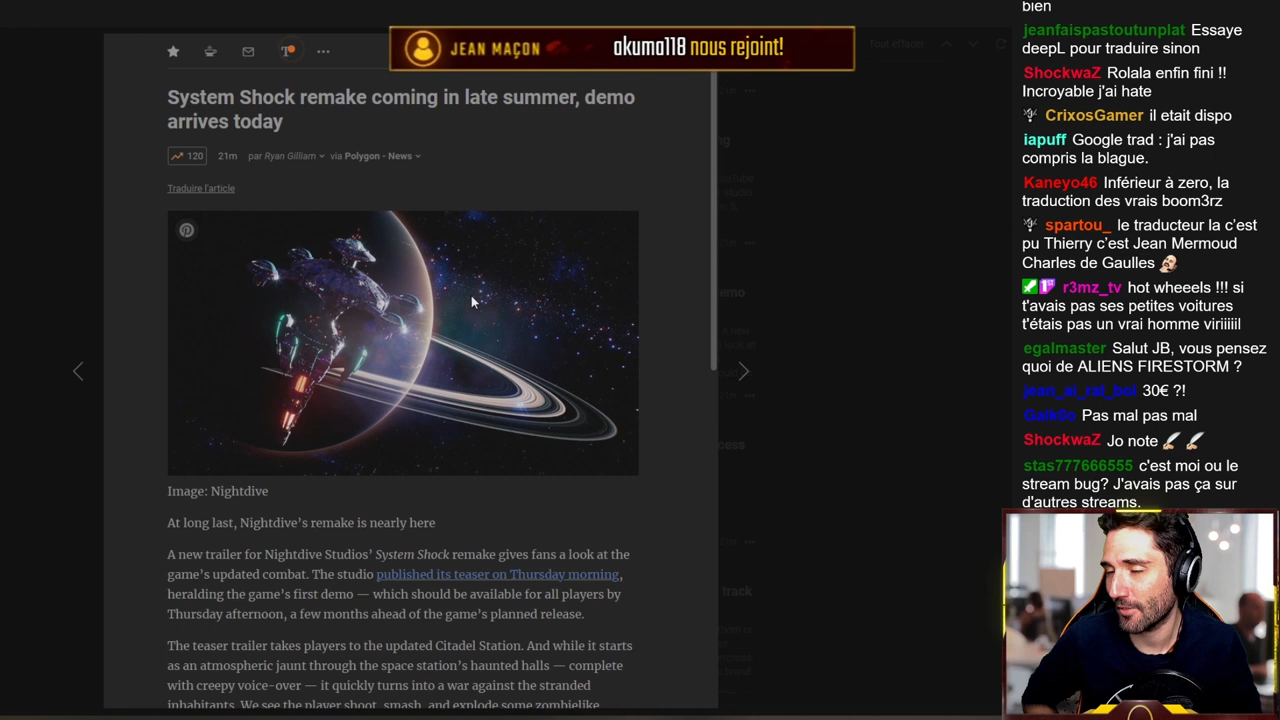 JEAN MAÇON
akuma118 nous rejoint!
Tout effacer
System Shock remake coming in late summer, demo
arrives today
120 21m par Ryan Gilliam via Polygon - News
Traduire l'article
Image: Nightdive
At long last, Nightdive's remake is nearly here
A new trailer for Nightdive Studios' System Shock remake gives fans a look at the
game's updated combat. The studio published its teaser on Thursday morning,
heralding the game's first demo — which should be available for all players by
Thursday afternoon, a few months ahead of the game's planned release.
The teaser trailer takes players to the updated Citadel Station. And while it starts
as an atmospheric jaunt through the space station's haunted halls — complete
with creepy voice-over — it quickly turns into a war against the stranded
inhabitants. We see the player shoot, smash, and explode some zombielike
track
bien
jeanfaispastoutunplat Essaye
deepL pour traduire sinon
ShockwaZ Rolala enfin fini !!
Incroyable j'ai hate
CrixosGamer il etait dispo
iapuff Google trad : j'ai pas
compris la blague.
Kaneyo46 Inférieur à zero, la
traduction des vrais boom3rz
spartou_ le traducteur la c'est
pu Thierry c'est Jean Mermoud
Charles de Gaulles
r3mz_tv hot wheeels !!! si
t'avais pas ses petites voitures
t'étais pas un vrai homme viriiiiil
egalmaster Salut JB, vous pensez
quoi de ALIENS FIRESTORM ?
jean_ai_rst_bol 30€ ?!
Galk0o Pas mal pas mal
ShockwaZ Jo note
stas777666555 c'est moi ou le
stream bug? J'avais pas ça sur
d'autres streams.